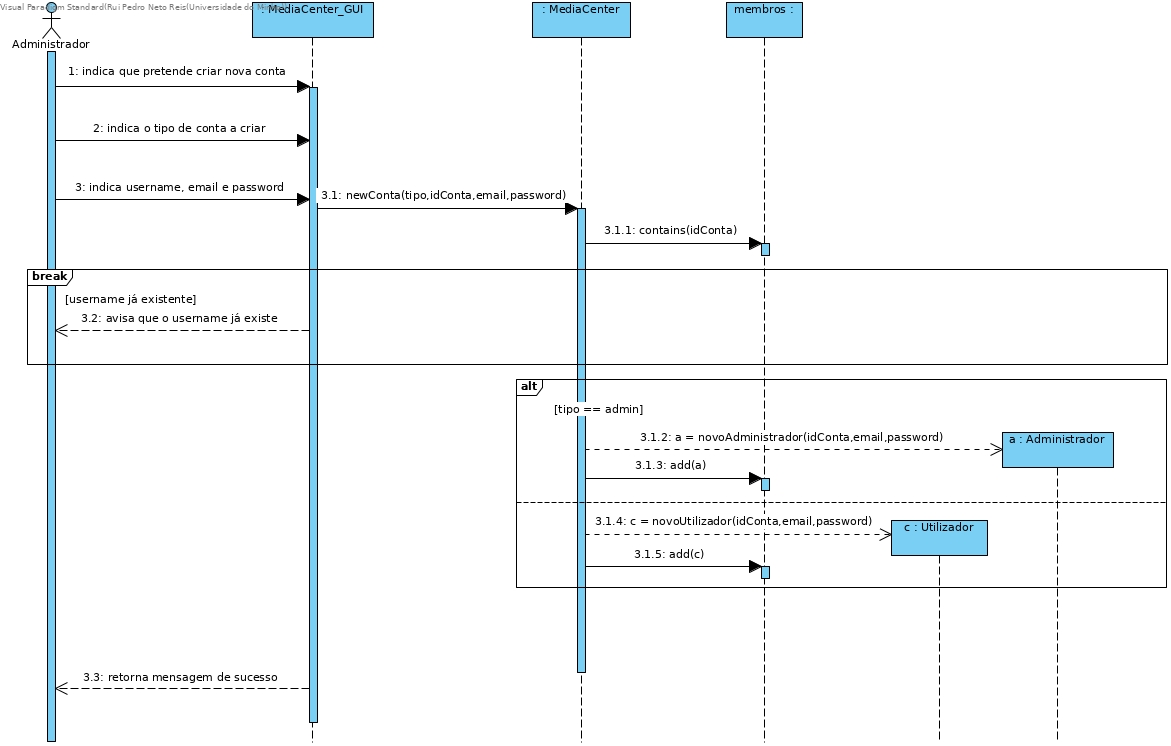 Visual Paradigm Standard(Rui Pedro Neto Reis(Universidade do
: MediaCenter_GUI
: MediaCenter
membros :
Administrador
1: indica que pretende criar nova conta
2: indica o tipo de conta a criar
3: indica username, email e password
3.1: newConta(tipo,idConta,email,password)
3.1.1: contains(idConta)
break
[username já existente]
3.2: avisa que o username já existe
alt
[tipo == admin]
3.1.2: a = novoAdministrador(idConta,email,password)
a : Administrador
3.1.3: add(a)
3.1.4: c = novoUtilizador(idConta,email,password)
c : Utilizador
3.1.5: add(c)
3.3: retorna mensagem de sucesso